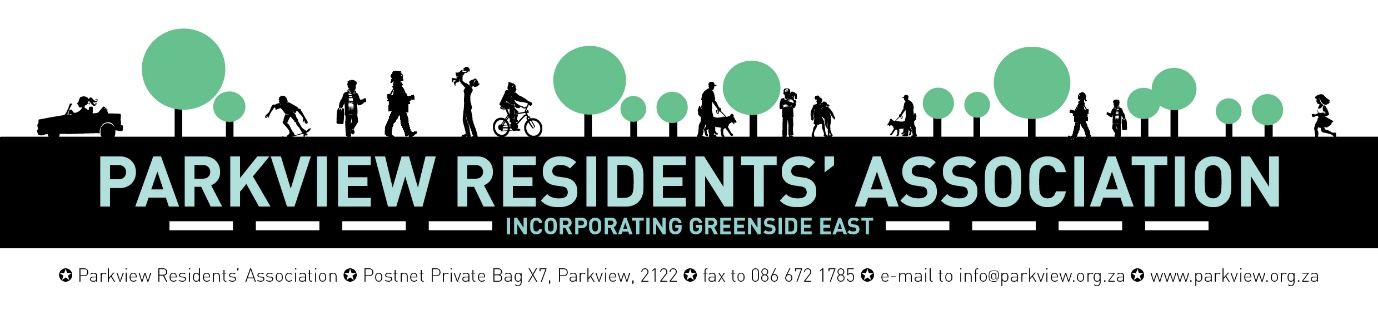 PARKVIEW RESIDENTS’ ASSOCIATION
INCORPORATING GREENSIDE EAST
✪ Parkview Residents’ Association ✪ Postnet Private Bag X7, Parkview, 2122 ✪ fax to 086 672 1785 ✪ e-mail to info@parkview.org.za ✪ www.parkview.org.za